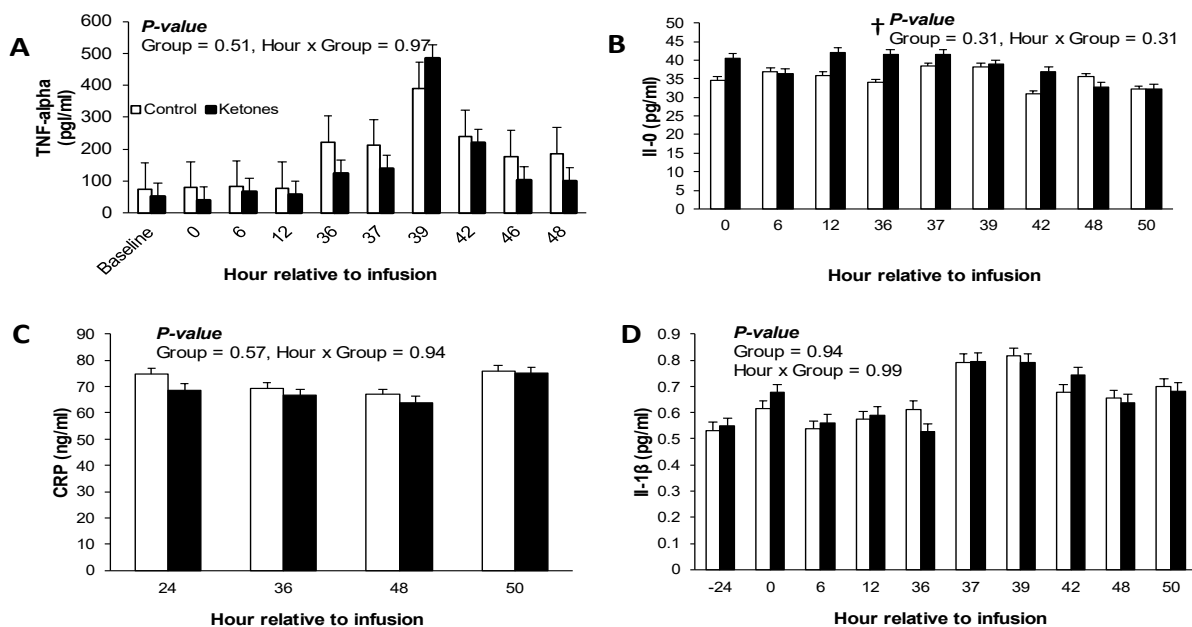 A
P-value
Group = 0.51, Hour x Group = 0.97
Control Ketones
TNF-alpha
(pgl/ml)
600
500
400
300
200
100
0
Baseline 0 6 12 36 37 39 42 46 48
Hour relative to infusion
B
† P-value
Group = 0.31, Hour x Group = 0.31
Il-0 (pg/ml)
50
45
40
35
30
35
20
15
10
5
0
0 6 12 36 37 39 42 48 50
Hour relative to infusion
C
P-value
Group = 0.57, Hour x Group = 0.94
CRP (ng/ml)
90
80
70
60
50
40
30
20
10
0
24 36 48 50
Hour relative to infusion
D
P-value
Group = 0.94
Hour x Group = 0.99
Il-1β (pg/ml)
0.9
0.8
0.7
0.6
0.5
0.4
0.3
0.2
0.1
0
-24 0 6 12 36 37 39 42 48 50
Hour relative to infusion